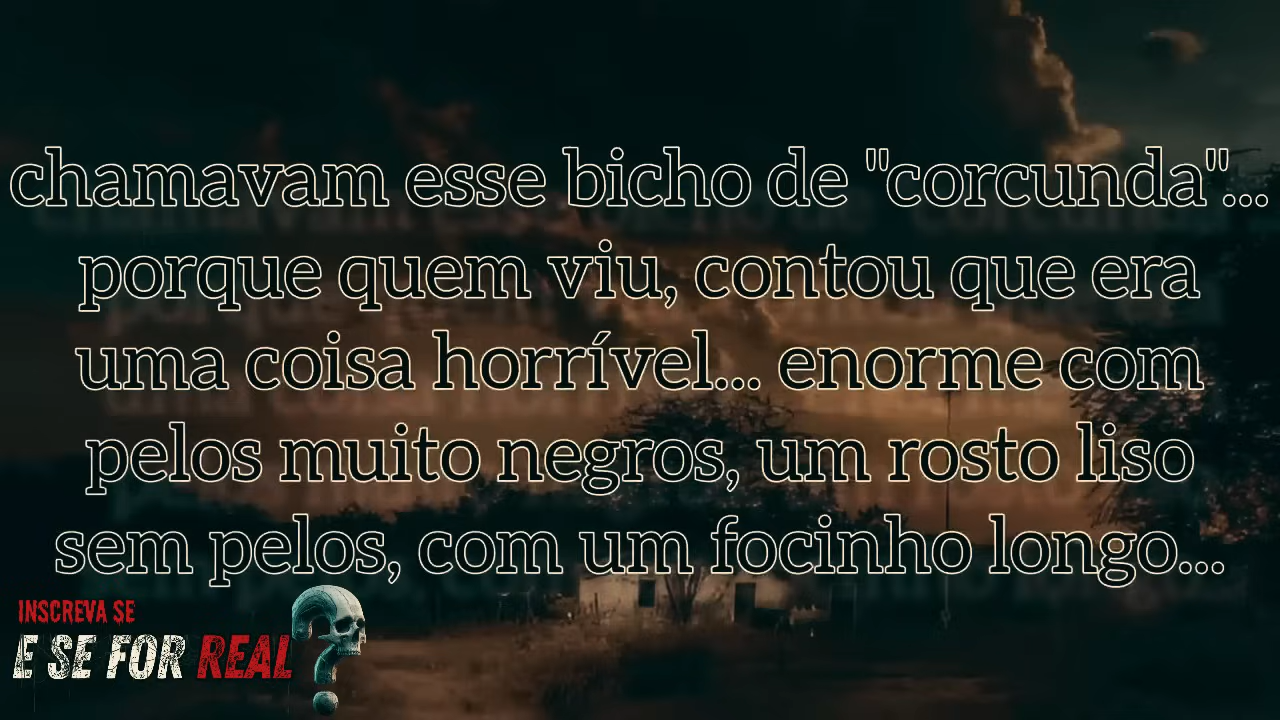 chamavam esse bicho de "corcunda"...
porque quem viu, contou que era
uma coisa horrível... enorme com
pelos muito negros, um rosto liso
sem pelos, com um focinho longo...
INSCREVA SE
E SE FOR REAL?